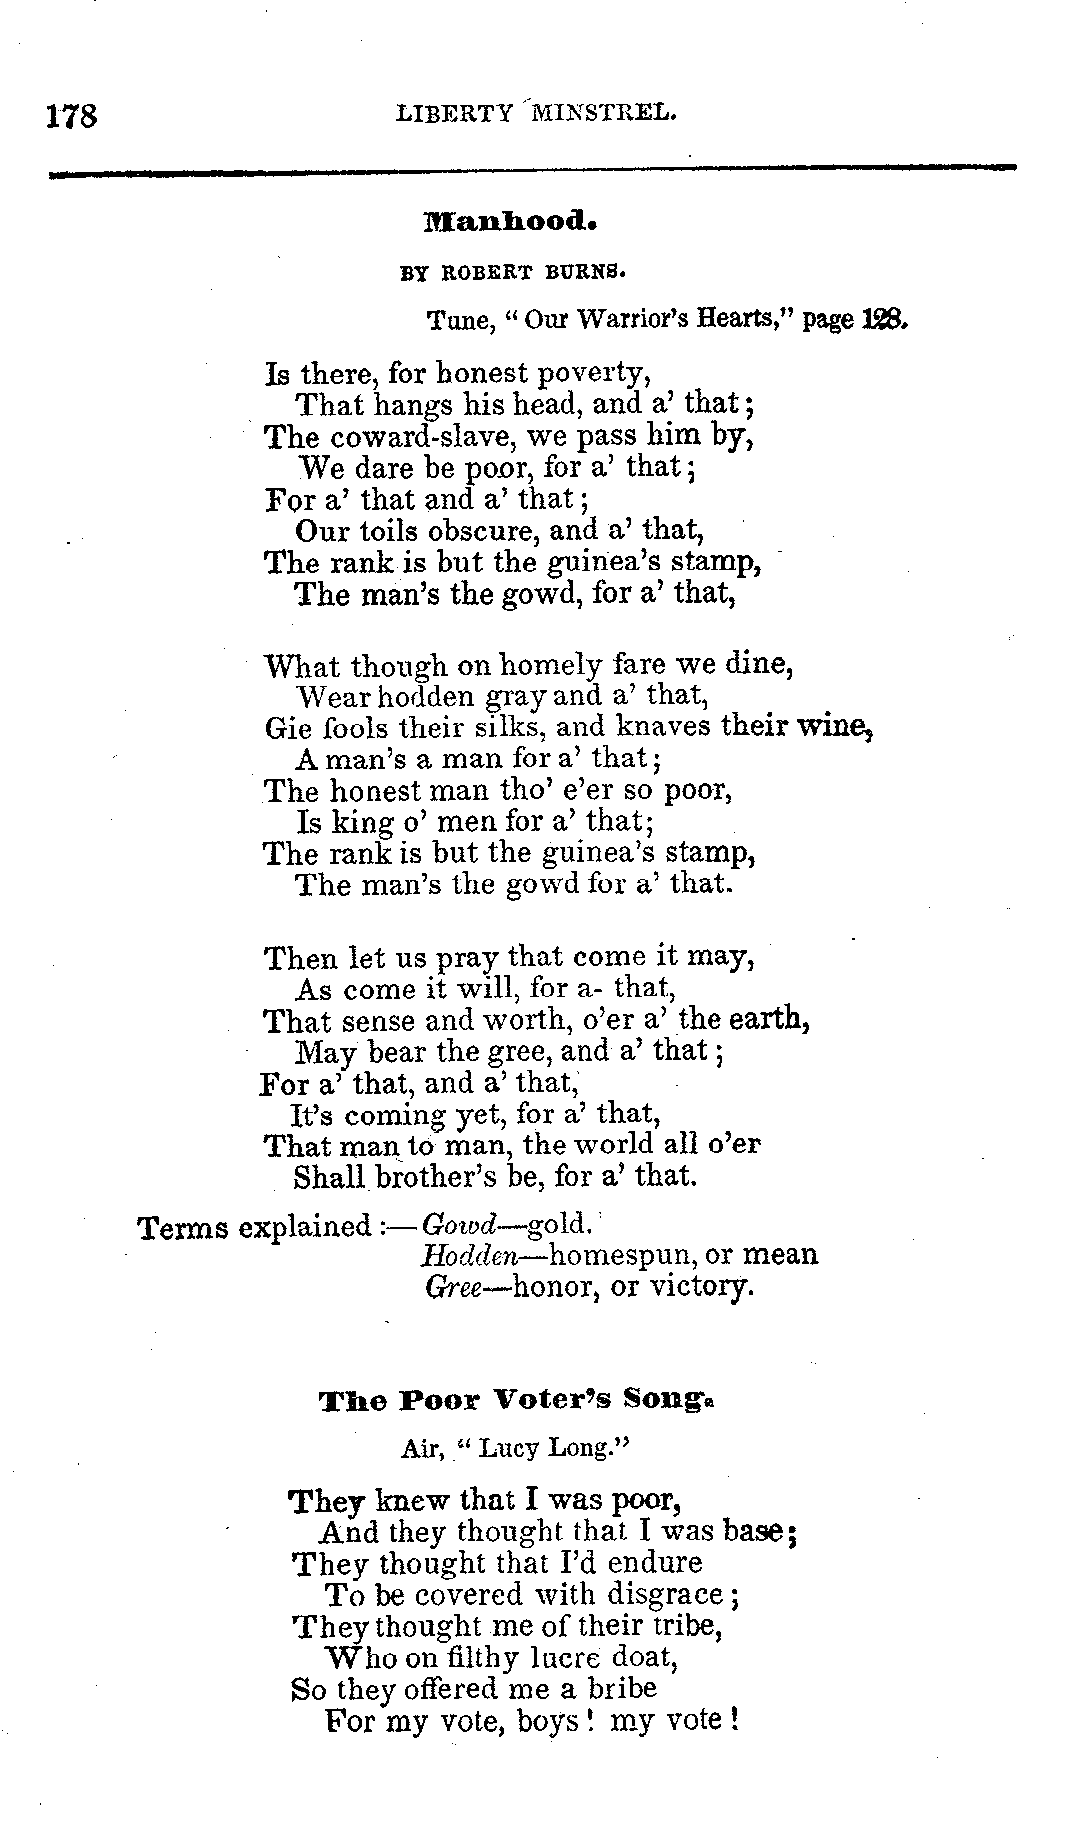 178 LIBERTY MINSTREL.
Manhood.
BY ROBERT BURNS.
Tune, "Our Warrior's Hearts," page 128.
Is there, for honest poverty,
That hangs his head, and a' that;
The coward-slave, we pass him by,
We dare be poor, for a' that;
For a' that and a' that;
Our toils obscure, and a' that,
The rank is but the guinea's stamp,
The man's the gowd, for a' that,
What though on homely fare we dine,
Wear hodden gray and a' that,
Gie fools their silks, and knaves their wine,
A man's a man for a' that;
The honest man tho' e'er so poor,
Is king o' men for a' that;
The rank is but the guinea's stamp,
The man's the gowd for a' that.
Then let us pray that come it may,
As come it will, for a- that,
That sense and worth, o'er a' the earth,
May bear the gree, and a' that;
For a' that, and a' that,
It's coming yet, for a' that,
That man to man, the world all o'er
Shall brother's be, for a' that.
Terms explained:—Gowd—gold.
Hodden—homespun, or mean
Gree—honor, or victory.
The Poor Voter's Song.
Air, "Lucy Long."
They knew that I was poor,
And they thought that I was base;
They thought that I'd endure
To be covered with disgrace;
They thought me of their tribe,
Who on filthy lucre doat,
So they offered me a bribe
For my vote, boys! my vote!